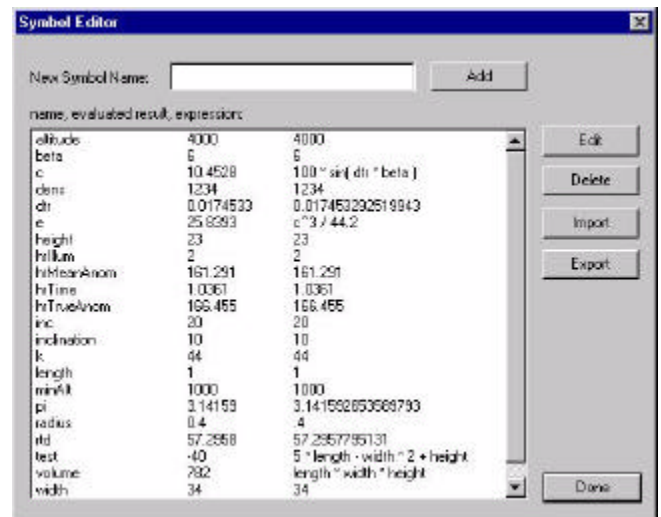 Symbol Editor
New Symbol Name: Add
name, evaluated result, expression:
altitude 4000 4000
beta 6 6
c 10.4528 100 * sin( dtr * beta )
dens 1234 1234
dtr 0.0174533 0.017453292519943
e 25.8393 c^3 / 44.2
height 23 23
hrIllum 2 2
hrMeanAnom 161.291 161.291
hrTime 1.0361 1.0361
hrTrueAnom 166.455 166.455
inc 20 20
inclination 10 10
k 44 44
length 1 1
minAlt 1000 1000
pi 3.14159 3.141592653589793
radius 0.4 .4
rtd 57.2958 57.2957795131
test -40 5 * length - width * 2 + height
volume 782 length * width * height
width 34 34
Edit
Delete
Import
Export
Done